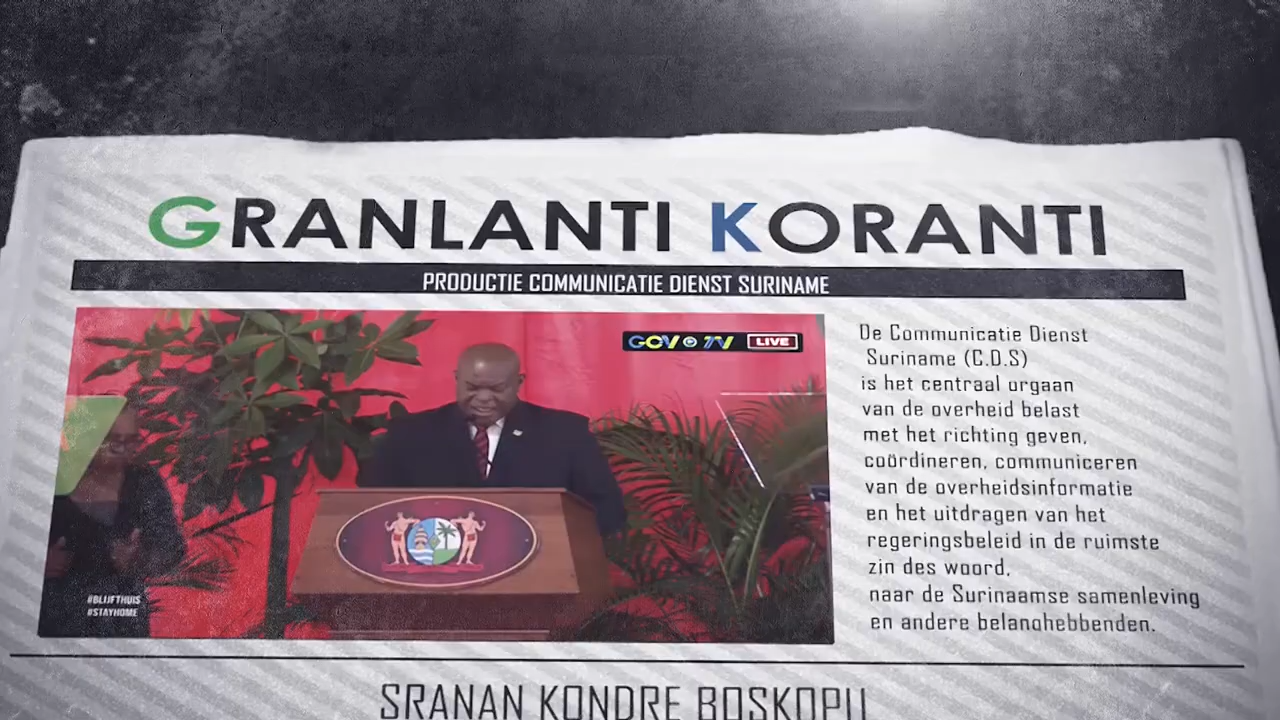 GRANLANTI KORANTI
PRODUCTIE COMMUNICATIE DIENST SURINAME
GOV TV LIVE
De Communicatie Dienst
Suriname (C.D.S)
is het centraal orgaan
van de overheid belast
met het richting geven,
coördineren, communiceren
van de overheidsinformatie
en het uitdragen van het
regeringsbeleid in de ruimste
zin des woord,
naar de Surinaamse samenleving
en andere belanghebbenden.
#BLIJFTHUIS
#STAYHOME
SRANAN KONDRE BOSKOPU